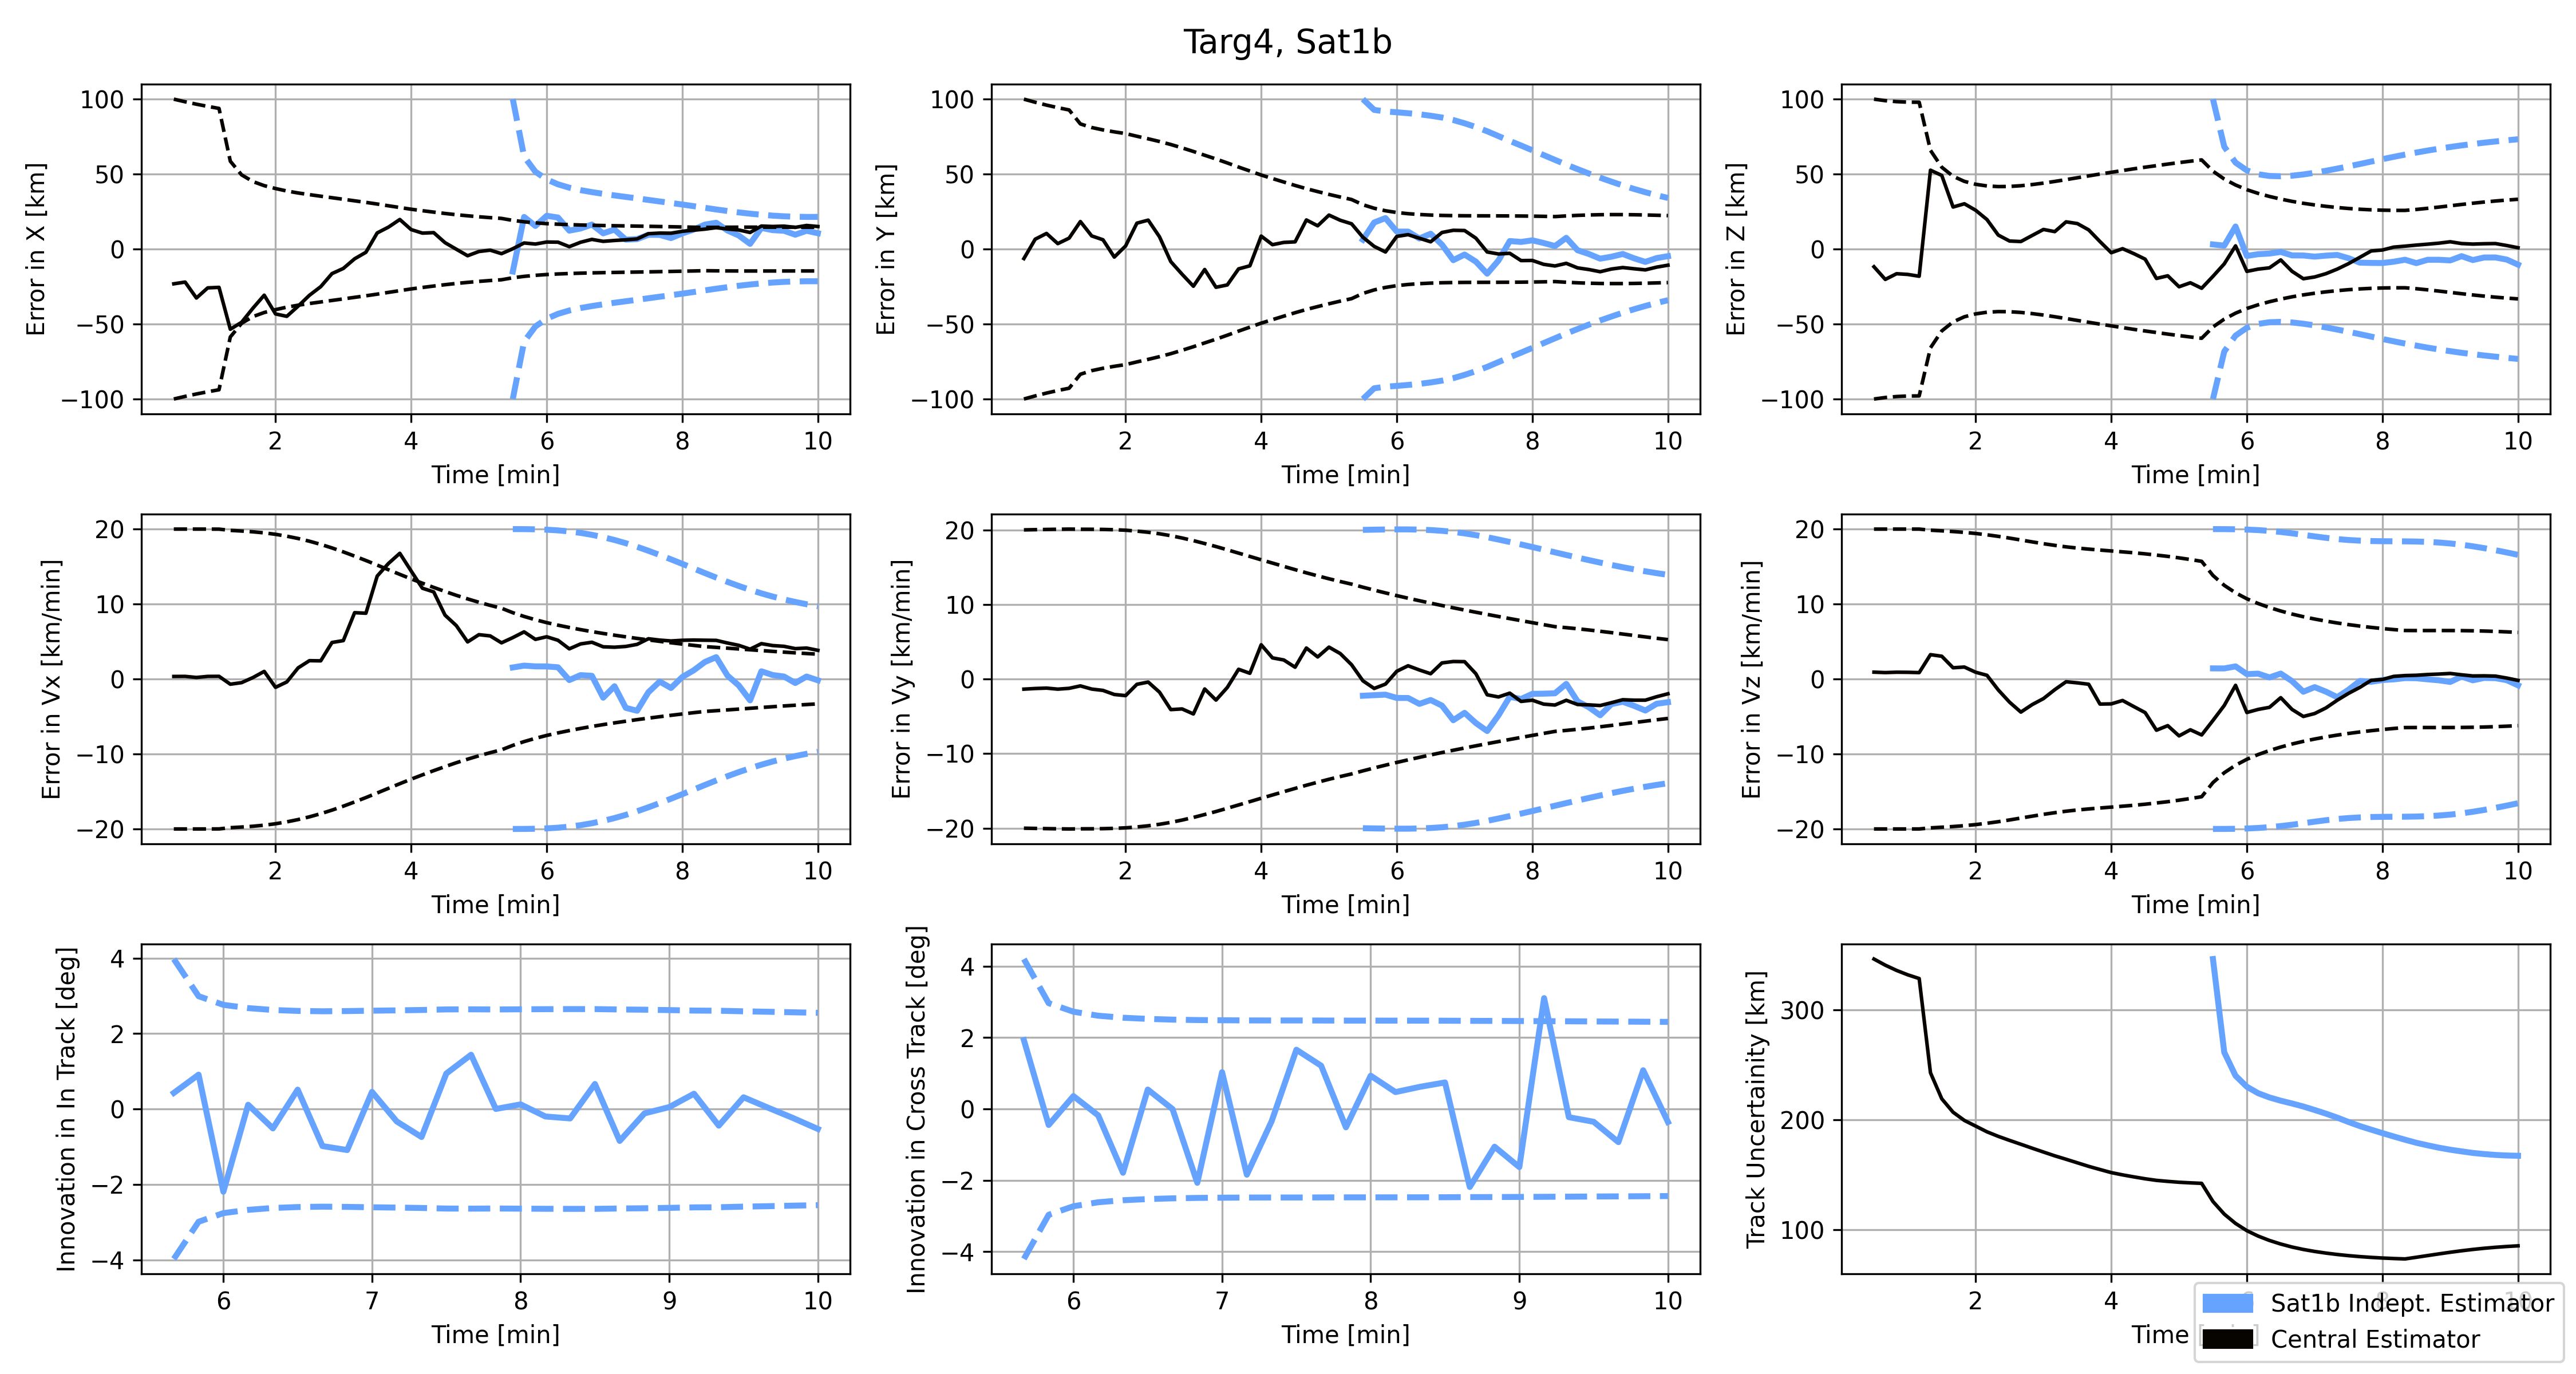 Targ4, Sat1b
Error in X [km]
100
50
0
−50
−100
2 4 6 8 10
Time [min]
Error in Y [km]
100
50
0
−50
−100
2 4 6 8 10
Time [min]
Error in Z [km]
100
50
0
−50
−100
2 4 6 8 10
Time [min]
Error in Vx [km/min]
20
10
0
−10
−20
2 4 6 8 10
Time [min]
Error in Vy [km/min]
20
10
0
−10
−20
2 4 6 8 10
Time [min]
Error in Vz [km/min]
20
10
0
−10
−20
2 4 6 8 10
Time [min]
Innovation in In Track [deg]
4
2
0
−2
−4
6 7 8 9 10
Time [min]
Innovation in Cross Track [deg]
4
2
0
−2
−4
6 7 8 9 10
Time [min]
Track Uncertainity [km]
300
200
100
2 4 6 8 10
Time [min]
Sat1b Indept. Estimator
Central Estimator